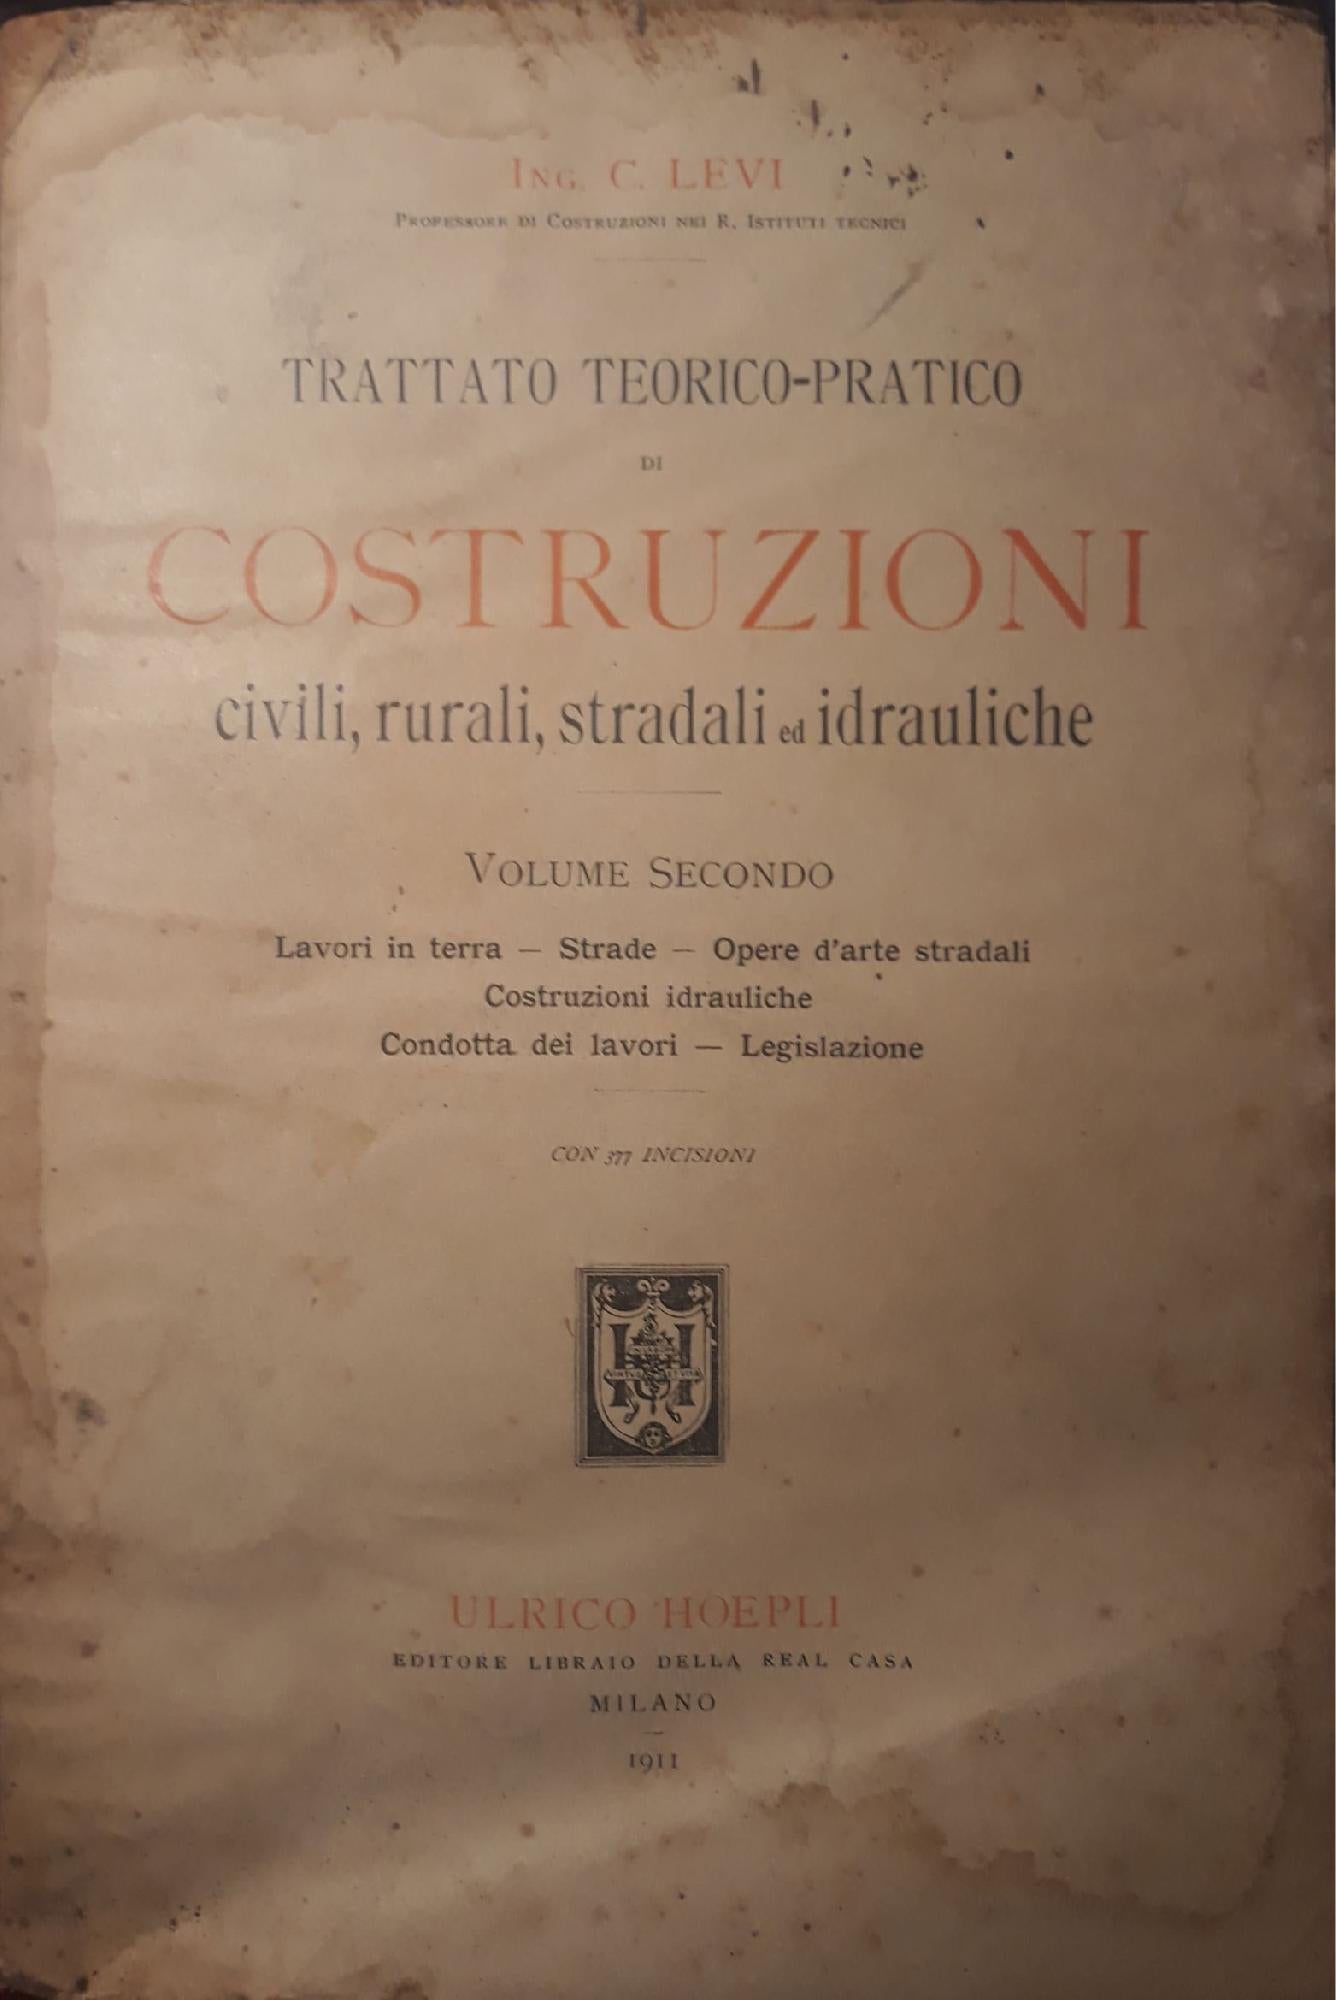 ING. C. LEVI
PROFESSORE DI COSTRUZIONI NEI R. ISTITUTI TECNICI
TRATTATO TEORICO-PRATICO
DI
COSTRUZIONI
civili, rurali, stradali ed idrauliche
VOLUME SECONDO
Lavori in terra — Strade — Opere d'arte stradali
Costruzioni idrauliche
Condotta dei lavori — Legislazione
CON 377 INCISIONI
H
ULRICO HOEPLI
EDITORE LIBRAIO DELLA REAL CASA
MILANO
1911